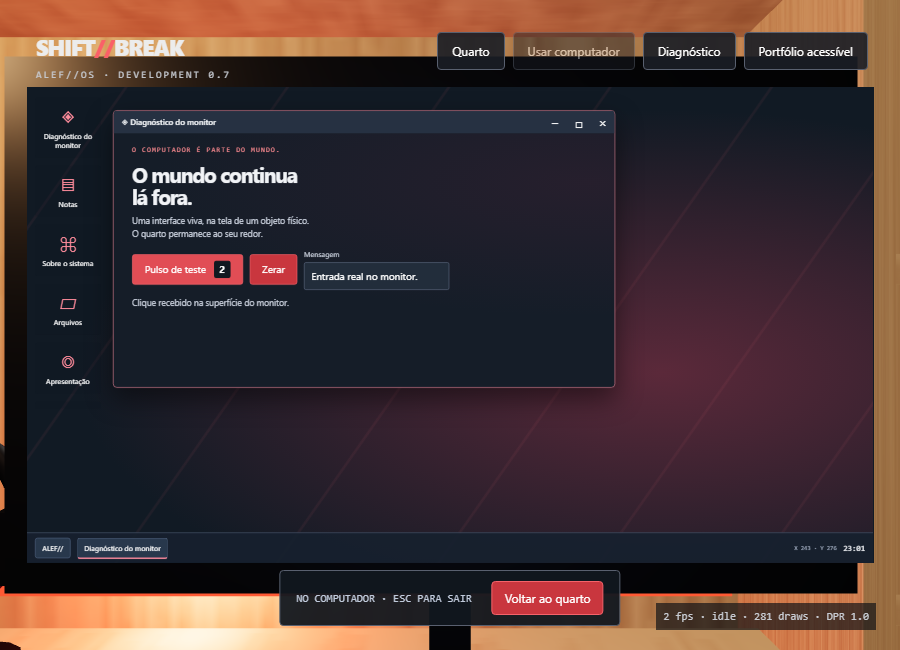 SHIFT//BREAK
ALEF//OS · DEVELOPMENT 0.7
Quarto
Usar computador
Diagnóstico
Portfólio acessível
Diagnóstico do
monitor
Notas
Sobre o sistema
Arquivos
Apresentação
Diagnóstico do monitor
O COMPUTADOR É PARTE DO MUNDO.
O mundo continua
lá fora.
Uma interface viva, na tela de um objeto físico.
O quarto permanece ao seu redor.
Pulso de teste 2
Zerar
Mensagem
Entrada real no monitor.
Clique recebido na superfície do monitor.
ALEF//
Diagnóstico do monitor
X 243 · Y 276 23:01
NO COMPUTADOR · ESC PARA SAIR
Voltar ao quarto
2 fps · idle · 281 draws · DPR 1.0